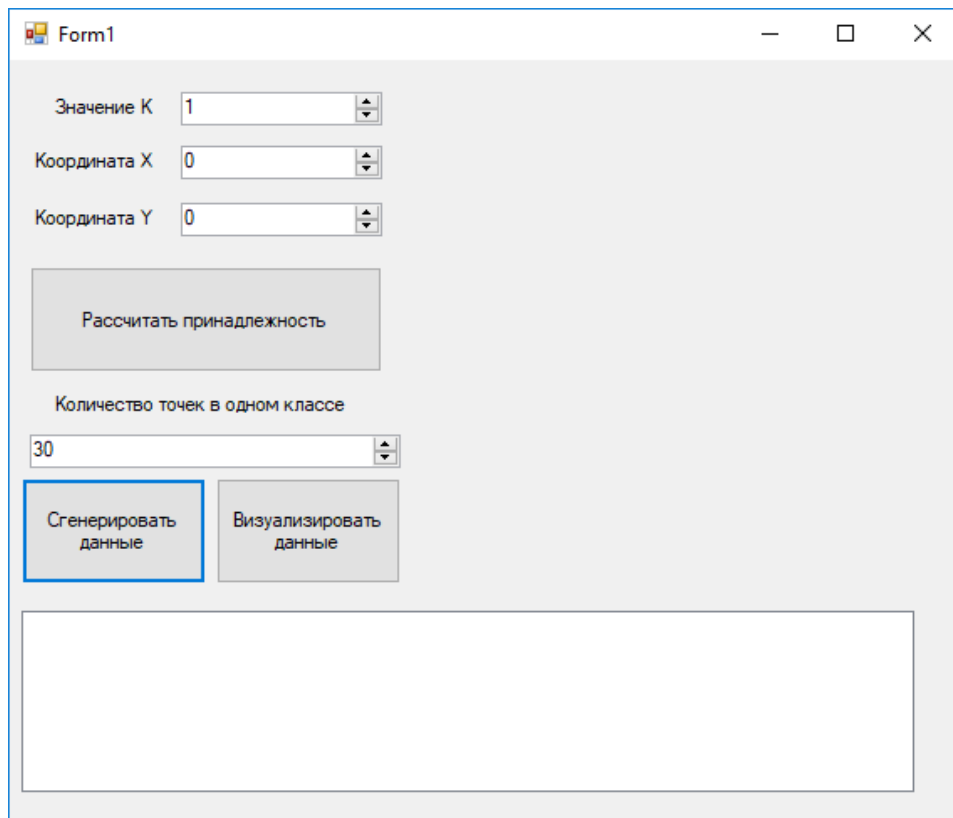 Form1
Значение K
1
Координата X
0
Координата Y
0
Рассчитать принадлежность
Количество точек в одном классе
30
Сгенерировать
данные
Визуализировать
данные